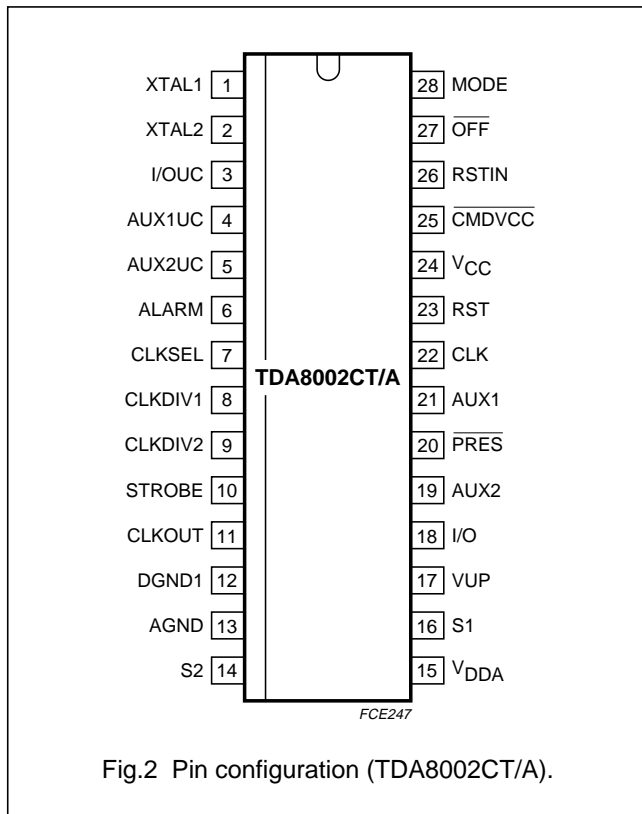 XTAL1 1 28 MODE
XTAL2 2 27 O̅F̅F̅
I/OUC 3 26 RSTIN
AUX1UC 4 25 C̅M̅D̅V̅C̅C̅
AUX2UC 5 24 VCC
ALARM 6 23 RST
CLKSEL 7 22 CLK
TDA8002CT/A
CLKDIV1 8 21 AUX1
CLKDIV2 9 20 P̅R̅E̅S̅
STROBE 10 19 AUX2
CLKOUT 11 18 I/O
DGND1 12 17 VUP
AGND 13 16 S1
S2 14 15 VDDA
FCE247
Fig.2 Pin configuration (TDA8002CT/A).